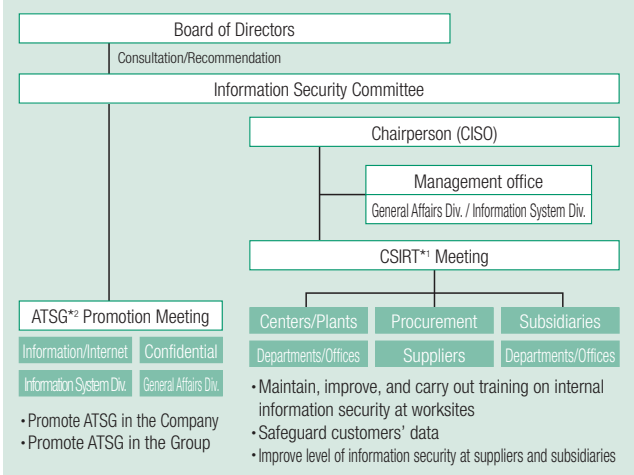 Board of Directors
Consultation/Recommendation
Information Security Committee
Chairperson (CISO)
Management office
General Affairs Div. / Information System Div.
CSIRT*1 Meeting
ATSG*2 Promotion Meeting
Information/Internet Confidential
Information System Div. General Affairs Div.
・Promote ATSG in the Company
・Promote ATSG in the Group
Centers/Plants Procurement Subsidiaries
Departments/Offices Suppliers Departments/Offices
・Maintain, improve, and carry out training on internal
information security at worksites
・Safeguard customers' data
・Improve level of information security at suppliers and subsidiaries